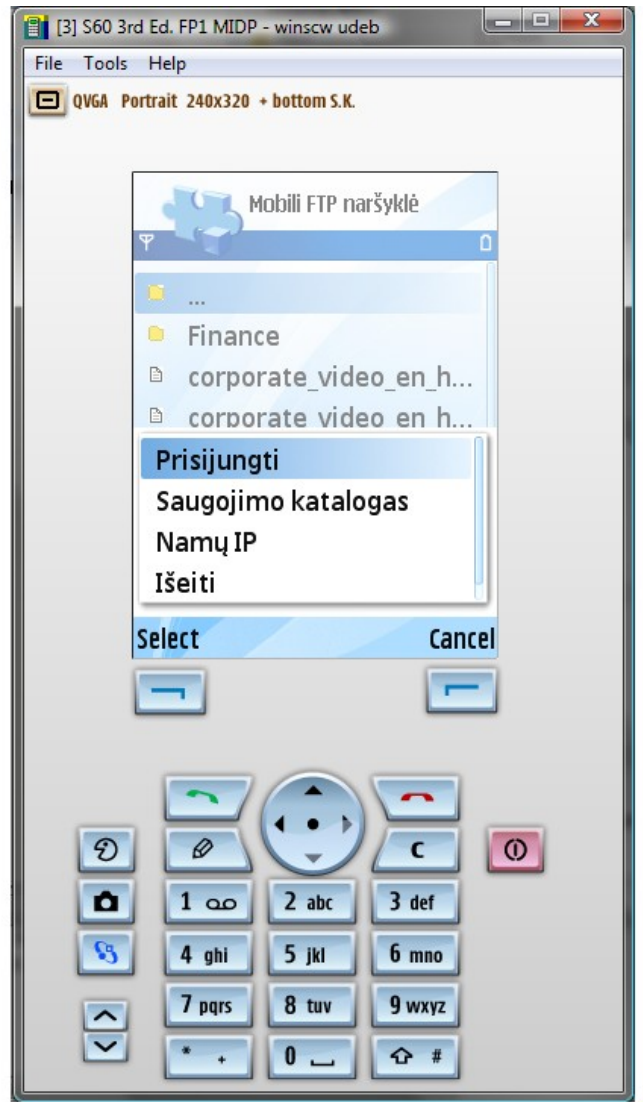 [3] S60 3rd Ed. FP1 MIDP - winscw udeb
File Tools Help
QVGA Portrait 240x320 + bottom S.K.
Mobili FTP naršyklė
...
Finance
corporate_video_en_h...
corporate_video_en_h...
Prisijungti
Saugojimo katalogas
Namų IP
Išeiti
Select Cancel
C
1 2 abc 3 def
4 ghi 5 jkl 6 mno
7 pqrs 8 tuv 9 wxyz
* + 0 #